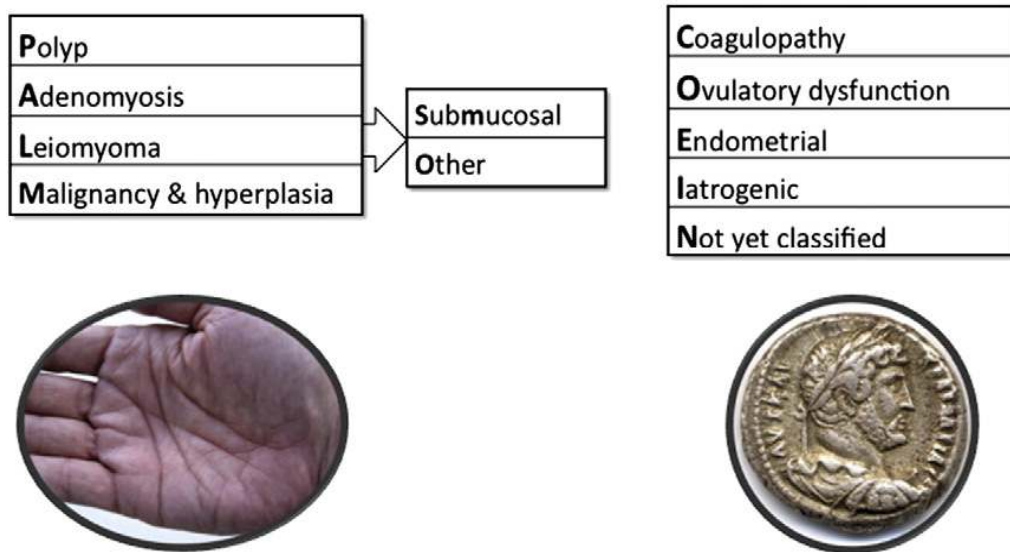 Polyp
Adenomyosis
Leiomyoma
Malignancy & hyperplasia
Submucosal
Other
Coagulopathy
Ovulatory dysfunction
Endometrial
Iatrogenic
Not yet classified